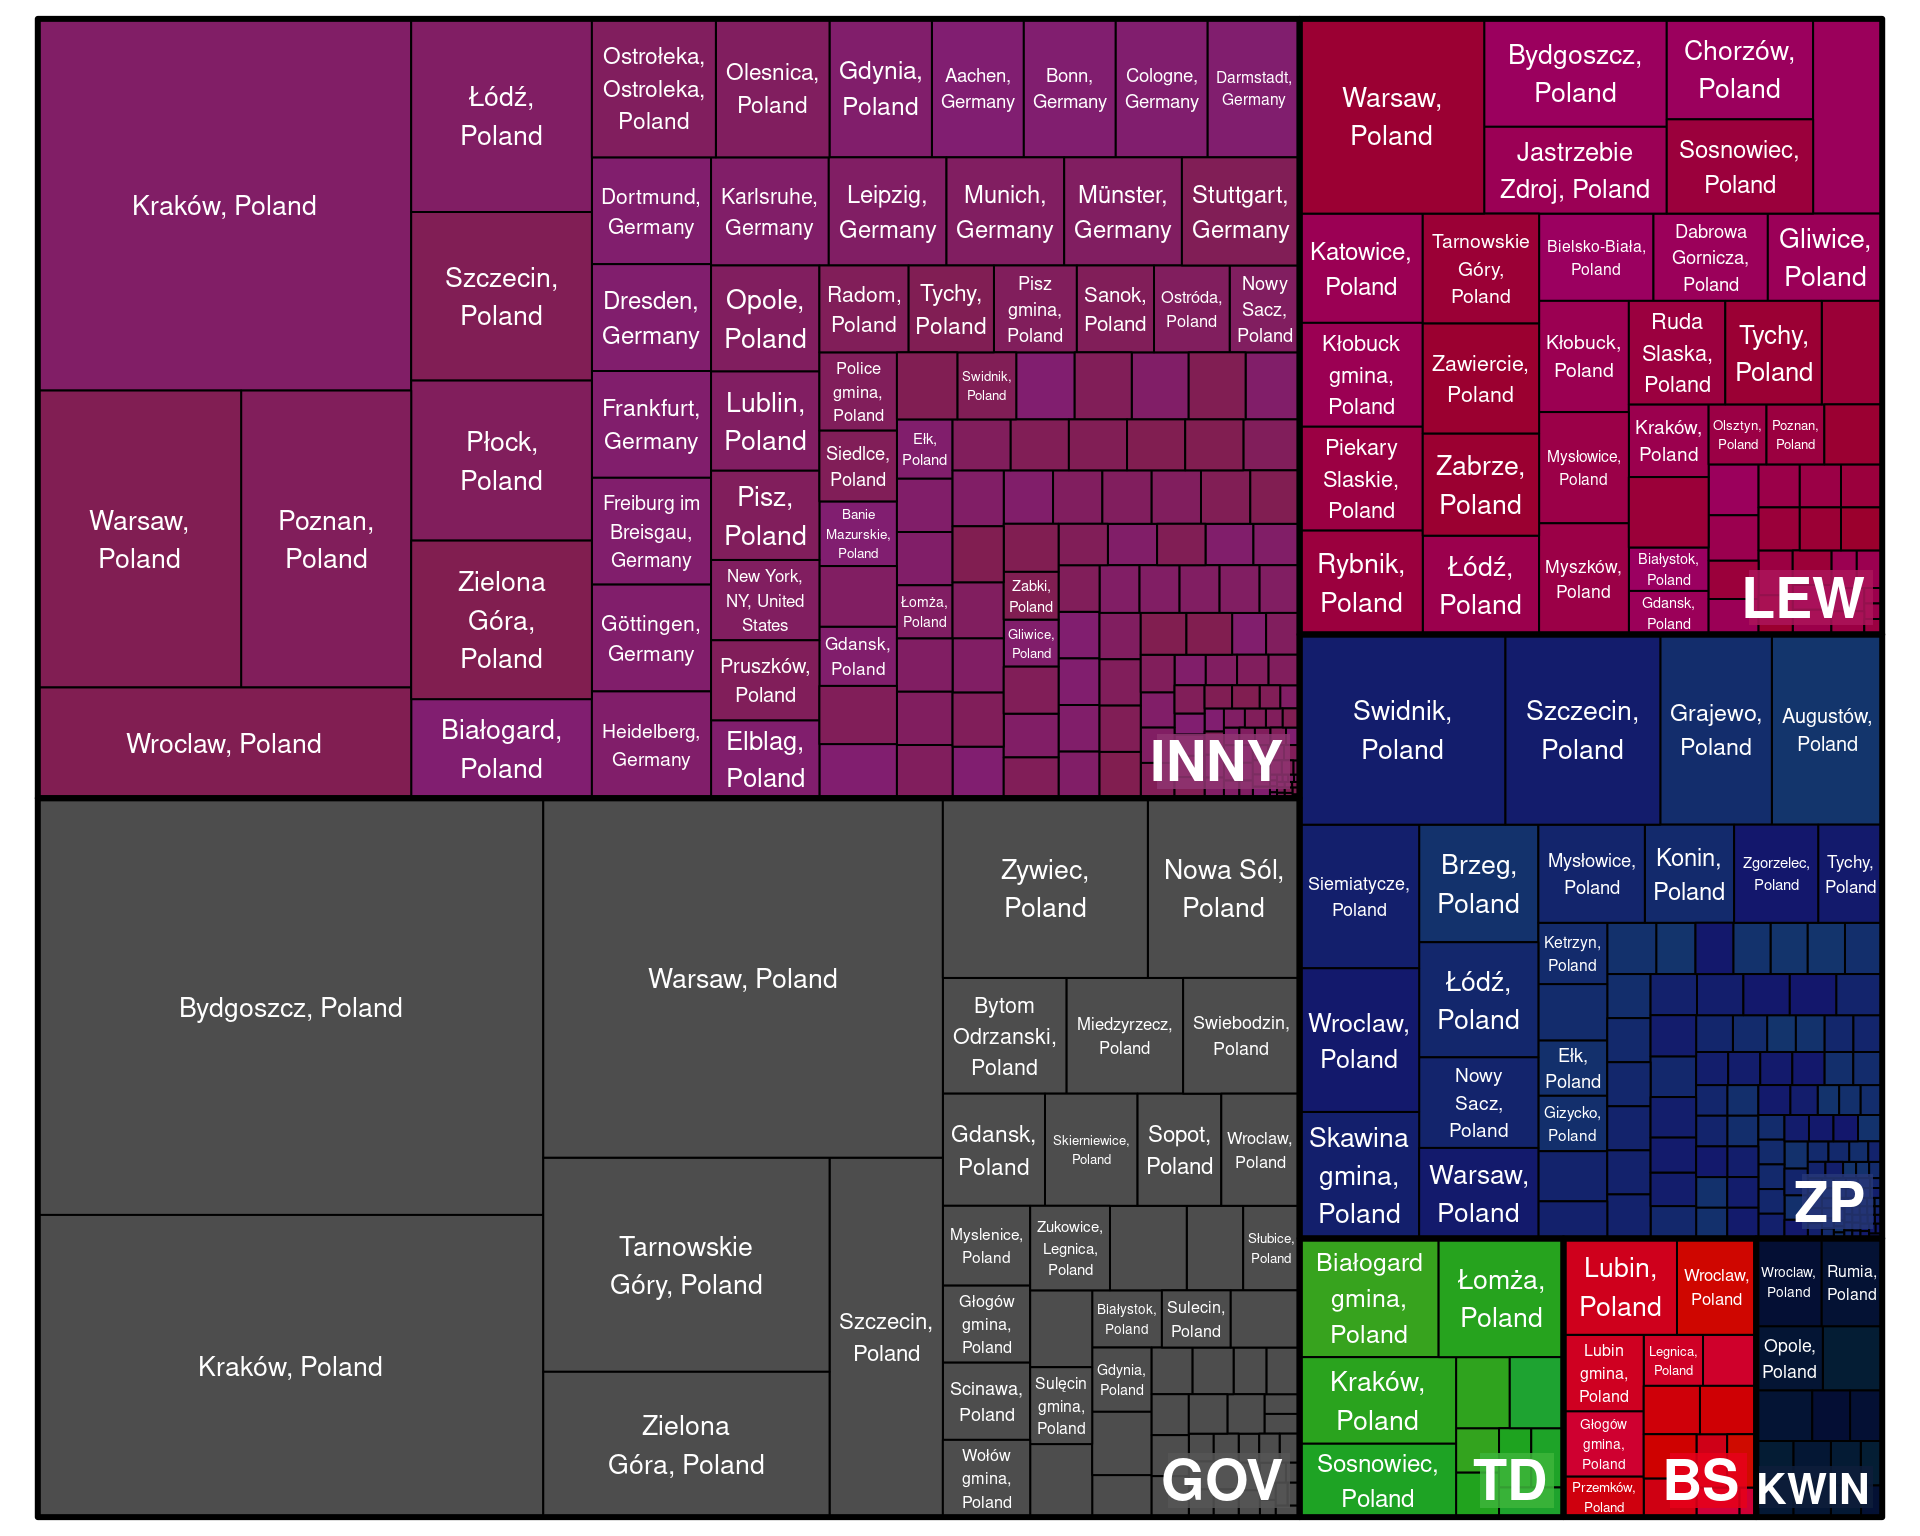 Kraków, Poland
Łódź,
Poland
Ostrołeka,
Ostroleka,
Poland
Olesnica,
Poland
Gdynia,
Poland
Aachen,
Germany
Bonn,
Germany
Cologne,
Germany
Darmstadt,
Germany
Szczecin,
Poland
Dortmund,
Germany
Karlsruhe,
Germany
Leipzig,
Germany
Munich,
Germany
Münster,
Germany
Stuttgart,
Germany
Dresden,
Germany
Opole,
Poland
Radom,
Poland
Tychy,
Poland
Pisz
gmina,
Poland
Sanok,
Poland
Ostróda,
Poland
Nowy
Sacz,
Poland
Warsaw,
Poland
Poznan,
Poland
Płock,
Poland
Frankfurt,
Germany
Lublin,
Poland
Police
gmina,
Poland
Swidnik,
Poland
Siedlce,
Poland
Ełk,
Poland
Freiburg im
Breisgau,
Germany
Pisz,
Poland
Banie
Mazurskie,
Poland
Zielona
Góra,
Poland
Göttingen,
Germany
New York,
NY, United
States
Łomża,
Poland
Zabki,
Poland
Gliwice,
Poland
Gdansk,
Poland
Pruszków,
Poland
Wroclaw, Poland
Białogard,
Poland
Heidelberg,
Germany
Elblag,
Poland
INNY
Warsaw,
Poland
Bydgoszcz,
Poland
Chorzów,
Poland
Jastrzebie
Zdroj, Poland
Sosnowiec,
Poland
Katowice,
Poland
Tarnowskie
Góry,
Poland
Bielsko-Biała,
Poland
Dabrowa
Gornicza,
Poland
Gliwice,
Poland
Kłobuck
gmina,
Poland
Zawiercie,
Poland
Kłobuck,
Poland
Ruda
Slaska,
Poland
Tychy,
Poland
Piekary
Slaskie,
Poland
Zabrze,
Poland
Mysłowice,
Poland
Kraków,
Poland
Olsztyn,
Poland
Poznan,
Poland
Rybnik,
Poland
Łódź,
Poland
Myszków,
Poland
Białystok,
Poland
Gdansk,
Poland
LEW
Swidnik,
Poland
Szczecin,
Poland
Grajewo,
Poland
Augustów,
Poland
Siemiatycze,
Poland
Brzeg,
Poland
Mysłowice,
Poland
Konin,
Poland
Zgorzelec,
Poland
Tychy,
Poland
Ketrzyn,
Poland
Wroclaw,
Poland
Łódź,
Poland
Ełk,
Poland
Nowy
Sacz,
Poland
Gizycko,
Poland
Skawina
gmina,
Poland
Warsaw,
Poland
ZP
Bydgoszcz, Poland
Warsaw, Poland
Zywiec,
Poland
Nowa Sól,
Poland
Bytom
Odrzanski,
Poland
Miedzyrzecz,
Poland
Swiebodzin,
Poland
Gdansk,
Poland
Skierniewice,
Poland
Sopot,
Poland
Wroclaw,
Poland
Kraków, Poland
Tarnowskie
Góry, Poland
Szczecin,
Poland
Zielona
Góra, Poland
Myslenice,
Poland
Zukowice,
Legnica,
Poland
Słubice,
Poland
Głogów
gmina,
Poland
Białystok,
Poland
Sulecin,
Poland
Scinawa,
Poland
Sulęcin
gmina,
Poland
Gdynia,
Poland
Wołów
gmina,
Poland
GOV
Białogard
gmina,
Poland
Łomża,
Poland
Kraków,
Poland
Sosnowiec,
Poland
TD
Lubin,
Poland
Wroclaw,
Poland
Lubin
gmina,
Poland
Legnica,
Poland
Głogów
gmina,
Poland
Przemków,
Poland
BS
Wroclaw,
Poland
Rumia,
Poland
Opole,
Poland
KWIN